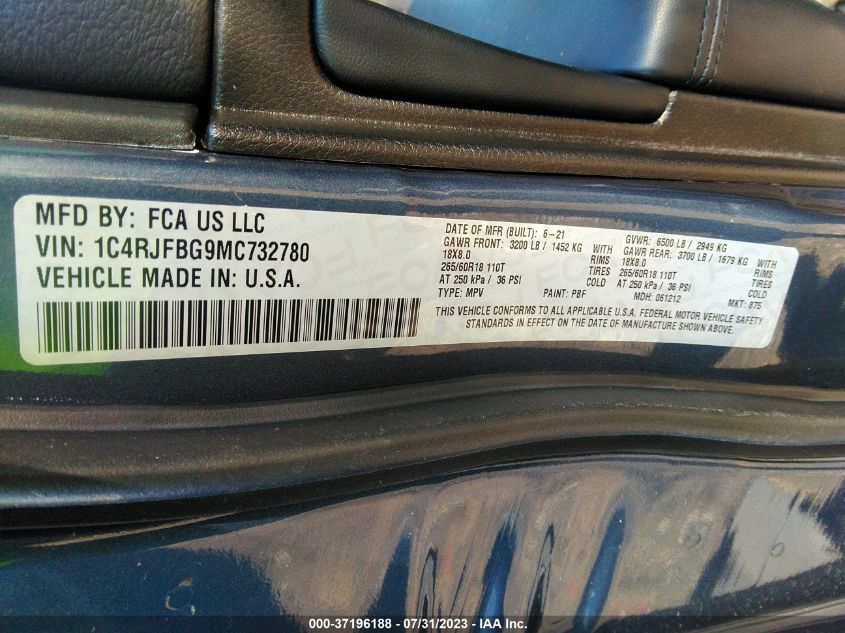 MFD BY: FCA US LLC
VIN: 1C4RJFBG9MC732780
VEHICLE MADE IN: U.S.A.
DATE OF MFR (BUILT): 6-21 GVWR: 6500 LB / 2949 KG
GAWR FRONT: 3200 LB / 1452 KG GAWR REAR: 3700 LB / 1679 KG
18X8.0 RIMS 18X8.0 RIMS
265/60R18 110T TIRES 265/60R18 110T TIRES
AT 250 kPa / 36 PSI COLD AT 250 kPa / 36 PSI COLD
TYPE: MPV PAINT: PBF MDH: 061212 MKT: 875
THIS VEHICLE CONFORMS TO ALL APPLICABLE U.S.A. FEDERAL MOTOR VEHICLE SAFETY
STANDARDS IN EFFECT ON THE DATE OF MANUFACTURE SHOWN ABOVE.
000-37196188 - 07/31/2023 - IAA Inc.